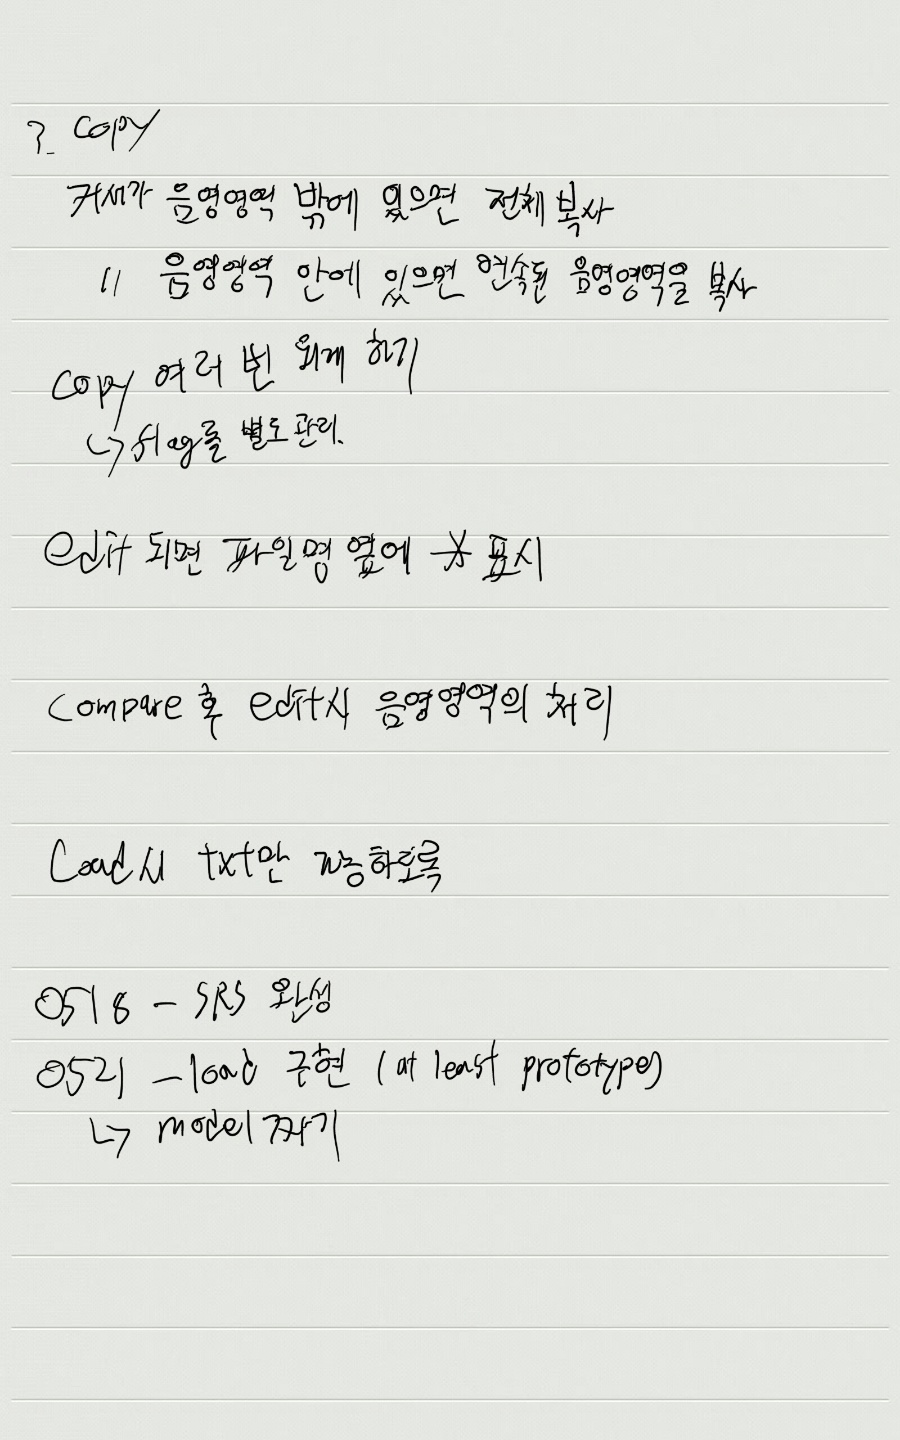 ?. copy
커서가 음영영역 밖에 있으면 전체 복사
〃 음영영역 안에 있으면 연속된 음영영역을 복사
copy 여러 번 되게 하기
↳ flag를 별도 관리.
edit 되면 파일명 옆에 * 표시
compare 후 edit시 음영영역의 처리
Load시 txt만 가능하도록
0518 - SRS 완성
0521 - load 구현 (at least prototype)
↳ model 짜기